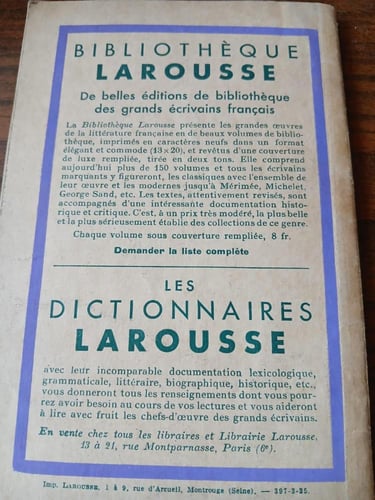 BIBLIOTHÈQUE
LAROUSSE
De belles éditions de bibliothèque
des grands écrivains français
La Bibliothèque Larousse présente les grandes œuvres
de la littérature française en de beaux volumes de biblio-
thèque, imprimés en caractères neufs dans un format
élégant et commode (13×20), et revêtus d'une couverture
de luxe rempliée, tirée en deux tons. Elle comprend
aujourd'hui plus de 150 volumes et tous les écrivains
marquants y figureront, les classiques avec l'ensemble de
leur œuvre et les modernes jusqu'à Mérimée, Michelet,
George Sand, etc. Les textes, attentivement revisés, sont
accompagnés d'une intéressante documentation histo-
rique et critique. C'est, à un prix très modéré, la plus belle
et la plus sérieusement établie des collections de ce genre.
Chaque volume sous couverture rempliée, 8 fr.
Demander la liste complète
LES
DICTIONNAIRES
LAROUSSE
avec leur incomparable documentation lexicologique,
grammaticale, littéraire, biographique, historique, etc.,
vous donneront tous les renseignements dont vous pour-
rez avoir besoin au cours de vos lectures et vous aideront
à lire avec fruit les chefs-d'œuvre des grands écrivains.
En vente chez tous les libraires et Librairie Larousse,
13 à 21, rue Montparnasse, Paris (6e).
Imp. LAROUSSE, 1 à 9, rue d'Arcueil, Montrouge (Seine). — 397-3-35.